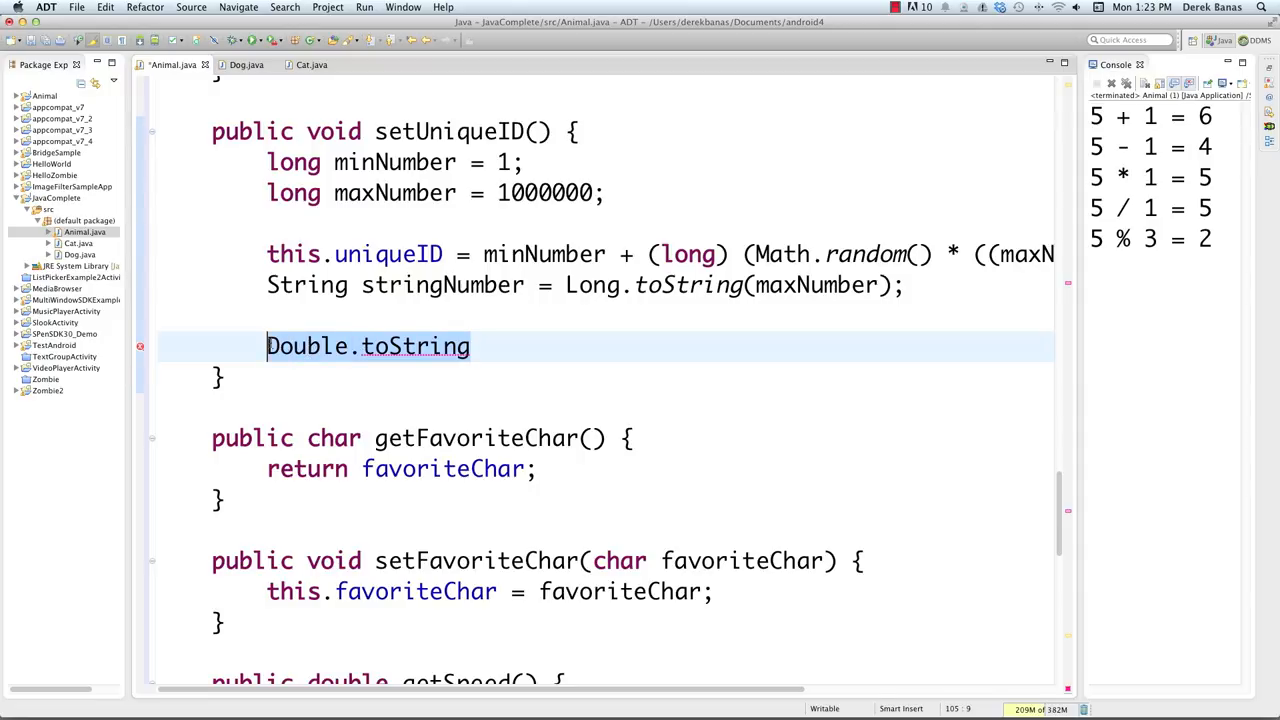 ADT File Edit Refactor Source Navigate Search Project Run Window Help 10 Mon 1:23 PM Derek Banas
Java – JavaComplete/src/Animal.java – ADT – /Users/derekbanas/Documents/android4
Quick Access Java DDMS
Package Exp
*Animal.java Dog.java Cat.java
Console
<terminated> Animal (1) [Java Application] /S
Animal
appcompat_v7
appcompat_v7_2
appcompat_v7_3
appcompat_v7_4
BridgeSample
HelloWorld
HelloZombie
ImageFilterSampleApp
JavaComplete
src
(default package)
Animal.java
Cat.java
Dog.java
JRE System Library [Ja
ListPickerExample2Activi
MediaBrowser
MultiWindowSDKExample
MusicPlayerActivity
SlookActivity
SPenSDK30_Demo
TestAndroid
TextGroupActivity
VideoPlayerActivity
Zombie
Zombie2
}
public void setUniqueID() {
long minNumber = 1;
long maxNumber = 1000000;
this.uniqueID = minNumber + (long) (Math.random() * ((maxN
String stringNumber = Long.toString(maxNumber);
Double.toString
}
public char getFavoriteChar() {
return favoriteChar;
}
public void setFavoriteChar(char favoriteChar) {
this.favoriteChar = favoriteChar;
}
public double getSpeed() {
5 + 1 = 6
5 - 1 = 4
5 * 1 = 5
5 / 1 = 5
5 % 3 = 2
Writable Smart Insert 105 : 9 209M of 382M